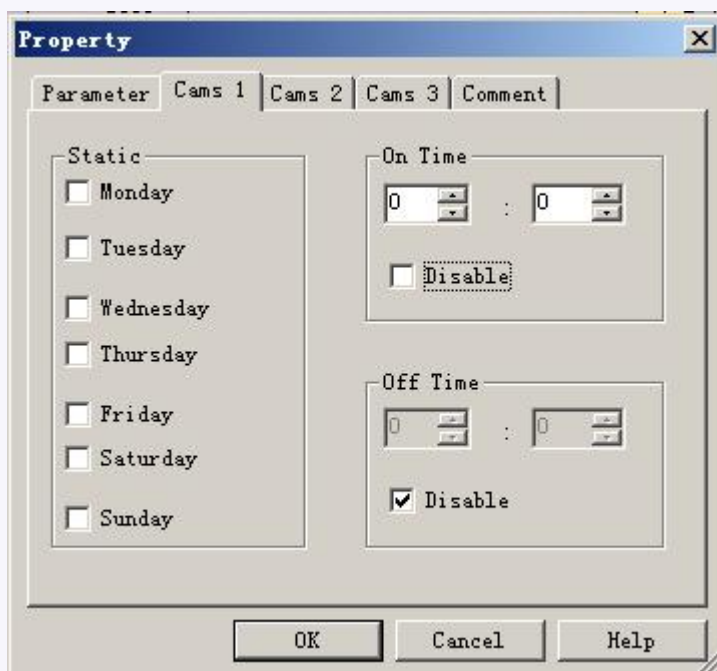 Property
Parameter Cams 1 Cams 2 Cams 3 Comment
Static
Monday
Tuesday
Wednesday
Thursday
Friday
Saturday
Sunday
On Time
0 : 0
Disable
Off Time
0 : 0
Disable
OK Cancel Help